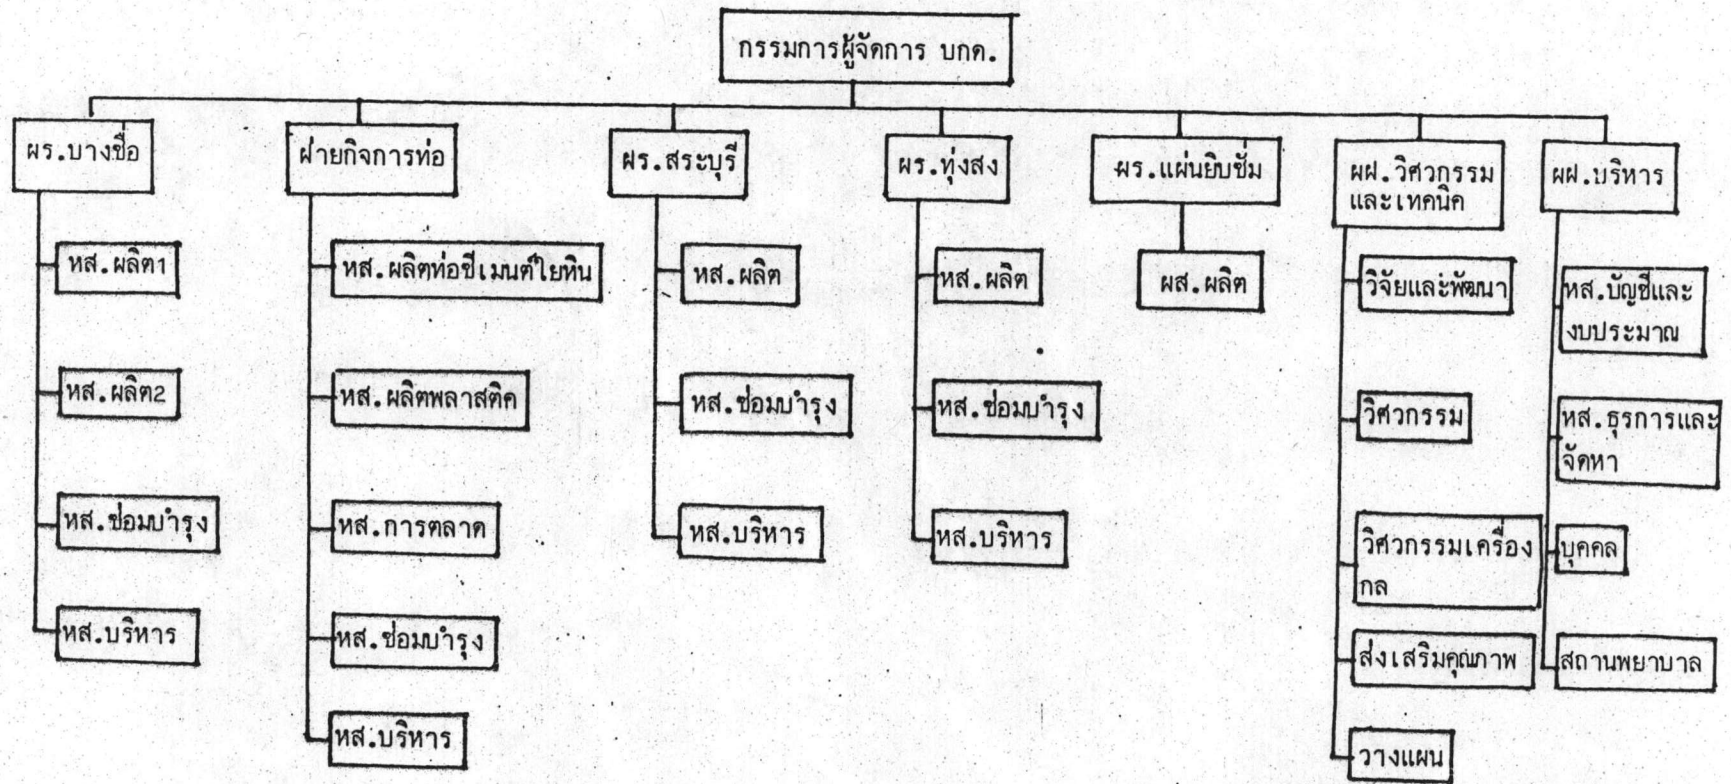 กรรมการผู้จัดการ บกค.
ผร.บางซื่อ
หส.ผลิต1
หส.ผลิต2
หส.ซ่อมบำรุง
หส.บริหาร
ฝ่ายกิจการท่อ
หส.ผลิตท่อซีเมนต์ใยหิน
หส.ผลิตพลาสติค
หส.การตลาด
หส.ซ่อมบำรุง
หส.บริหาร
ผร.สระบุรี
หส.ผลิต
หส.ซ่อมบำรุง
หส.บริหาร
ผร.ทุ่งสง
หส.ผลิต
หส.ซ่อมบำรุง
หส.บริหาร
ผร.แผ่นยิบซั่ม
ผส.ผลิต
ผฝ.วิศวกรรม
และเทคนิค
วิจัยและพัฒนา
วิศวกรรม
วิศวกรรมเครื่อง
กล
ส่งเสริมคุณภาพ
วางแผน
ผฝ.บริหาร
หส.บัญชีและ
งบประมาณ
หส.ธุรการและ
จัดหา
บุคคล
สถานพยาบาล